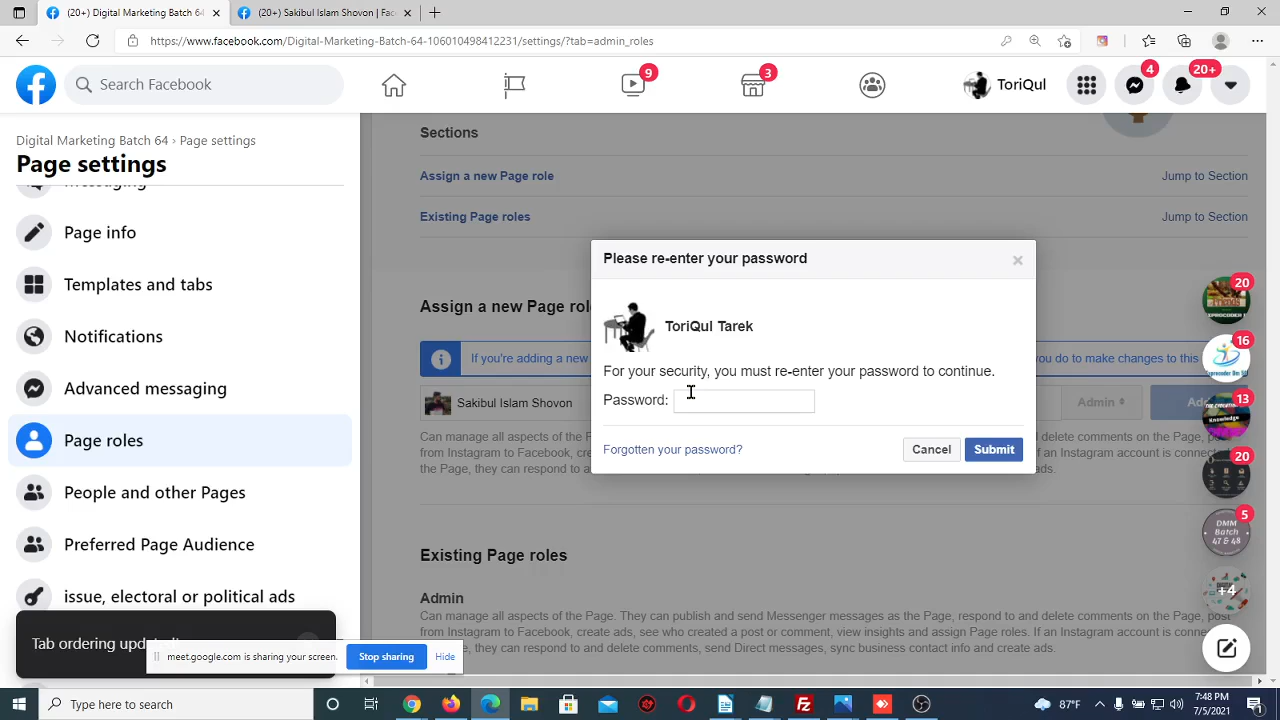 (20+) Digital Marketing Batch 64
(20+) Sakibul Islam Shovon | Fac
https://www.facebook.com/Digital-Marketing-Batch-64-106010498412231/settings/?tab=admin_roles
Search Facebook
9
3
ToriQul
4
20+
Digital Marketing Batch 64 › Page settings
Page settings
Messaging
Page info
Templates and tabs
Notifications
Advanced messaging
Page roles
People and other Pages
Preferred Page Audience
issue, electoral or political ads
Sections
Assign a new Page role
Jump to Section
Existing Page roles
Jump to Section
Assign a new Page rol
If you're adding a new
you do to make changes to this
Sakibul Islam Shovon
Admin
Ad
Can manage all aspects of the Page. T
delete comments on the Page, post
from Instagram to Facebook, cre
If an Instagram account is connec
the Page, they can respond to a
ads.
Please re-enter your password
ToriQul Tarek
For your security, you must re-enter your password to continue.
Password:
Forgotten your password?
Cancel
Submit
Existing Page roles
Admin
Can manage all aspects of the Page. They can publish and send Messenger messages as the Page, respond to and delete comments on the Page, post
from Instagram to Facebook, create ads, see who created a post or comment, view insights and assign Page roles. If an Instagram account is connec
they can respond to and delete comments, send Direct messages, sync business contact info and create ads.
20
16
13
20
5
DMM
Batch
47 & 48
+4
Tab ordering upd
meet.google.com is sharing your screen.
Stop sharing
Hide
Type here to search
87°F
7:48 PM
7/5/2021